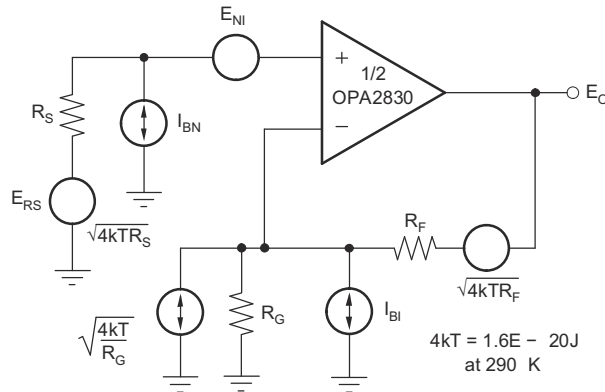 E_NI
1/2
OPA2830
+
−
E_O
R_S
I_BN
E_RS
√4kTR_S
R_F
√4kTR_F
√4kT/R_G
R_G
I_BI
4kT = 1.6E − 20J
at 290 K